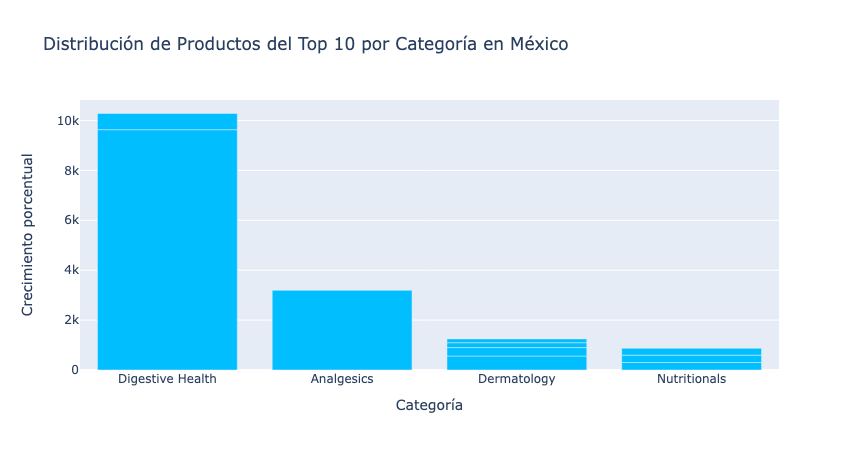 Distribución de Productos del Top 10 por Categoría en México
Crecimiento porcentual
10k
8k
6k
4k
2k
0
Digestive Health
Analgesics
Dermatology
Nutritionals
Categoría